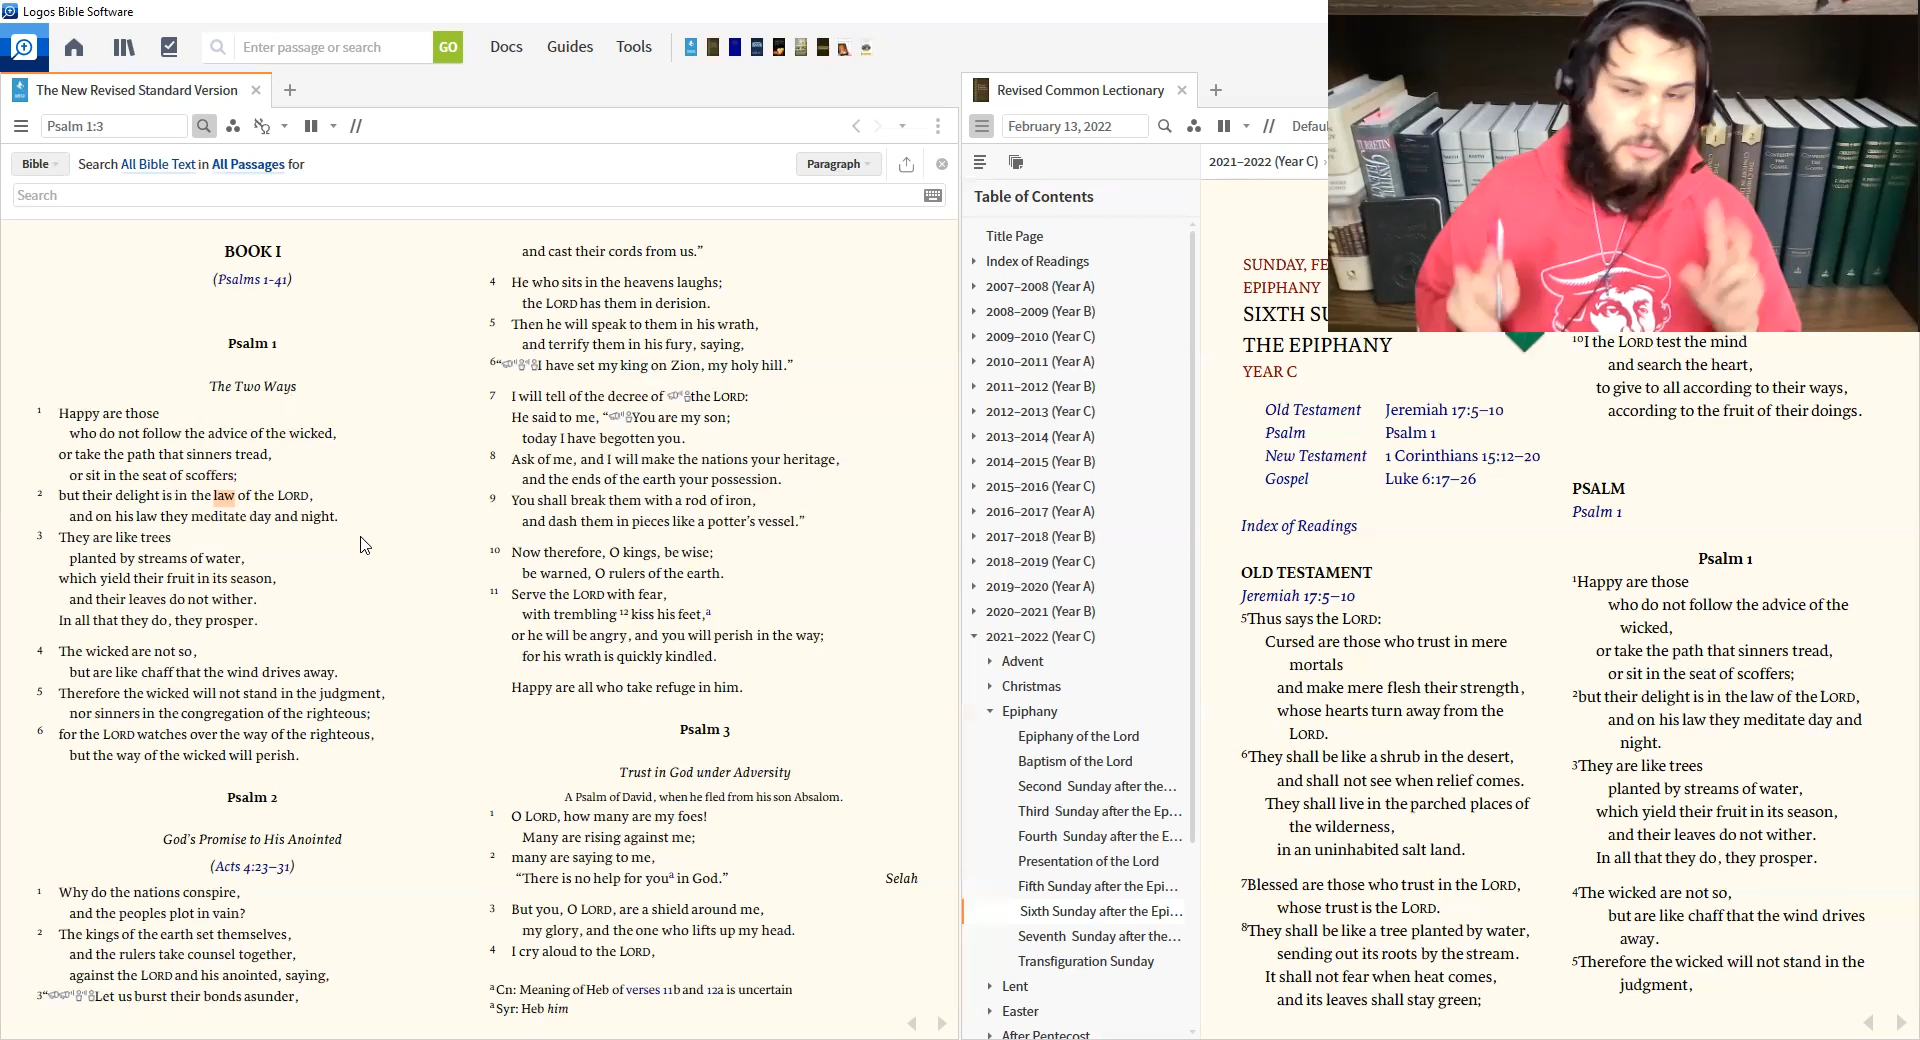 Logos Bible Software
Enter passage or search
GO
Docs
Guides
Tools
The New Revised Standard Version
Psalm 1:3
Bible
Search All Bible Text in All Passages for
Paragraph
Search
BOOK I
(Psalms 1-41)
Psalm 1
The Two Ways
1 Happy are those
who do not follow the advice of the wicked,
or take the path that sinners tread,
or sit in the seat of scoffers;
2 but their delight is in the law of the LORD,
and on his law they meditate day and night.
3 They are like trees
planted by streams of water,
which yield their fruit in its season,
and their leaves do not wither.
In all that they do, they prosper.
4 The wicked are not so,
but are like chaff that the wind drives away.
5 Therefore the wicked will not stand in the judgment,
nor sinners in the congregation of the righteous;
6 for the LORD watches over the way of the righteous,
but the way of the wicked will perish.
Psalm 2
God's Promise to His Anointed
(Acts 4:23–31)
1 Why do the nations conspire,
and the peoples plot in vain?
2 The kings of the earth set themselves,
and the rulers take counsel together,
against the LORD and his anointed, saying,
3 “Let us burst their bonds asunder,
and cast their cords from us.”
4 He who sits in the heavens laughs;
the LORD has them in derision.
5 Then he will speak to them in his wrath,
and terrify them in his fury, saying,
6 “I have set my king on Zion, my holy hill.”
7 I will tell of the decree of the LORD:
He said to me, “You are my son;
today I have begotten you.
8 Ask of me, and I will make the nations your heritage,
and the ends of the earth your possession.
9 You shall break them with a rod of iron,
and dash them in pieces like a potter's vessel.”
10 Now therefore, O kings, be wise;
be warned, O rulers of the earth.
11 Serve the LORD with fear,
with trembling 12 kiss his feet,a
or he will be angry, and you will perish in the way;
for his wrath is quickly kindled.
Happy are all who take refuge in him.
Psalm 3
Trust in God under Adversity
A Psalm of David, when he fled from his son Absalom.
1 O LORD, how many are my foes!
Many are rising against me;
2 many are saying to me,
“There is no help for youa in God.” Selah
3 But you, O LORD, are a shield around me,
my glory, and the one who lifts up my head.
4 I cry aloud to the LORD,
a Cn: Meaning of Heb of verses 11b and 12a is uncertain
a Syr: Heb him
Revised Common Lectionary
February 13, 2022
Defaul
2021–2022 (Year C)
Table of Contents
Title Page
Index of Readings
2007–2008 (Year A)
2008–2009 (Year B)
2009–2010 (Year C)
2010–2011 (Year A)
2011–2012 (Year B)
2012–2013 (Year C)
2013–2014 (Year A)
2014–2015 (Year B)
2015–2016 (Year C)
2016–2017 (Year A)
2017–2018 (Year B)
2018–2019 (Year C)
2019–2020 (Year A)
2020–2021 (Year B)
2021–2022 (Year C)
Advent
Christmas
Epiphany
Epiphany of the Lord
Baptism of the Lord
Second Sunday after the...
Third Sunday after the Ep...
Fourth Sunday after the E...
Presentation of the Lord
Fifth Sunday after the Epi...
Sixth Sunday after the Epi...
Seventh Sunday after the...
Transfiguration Sunday
Lent
Easter
After Pentecost
SUNDAY, FE
EPIPHANY
SIXTH SU
THE EPIPHANY
YEAR C
Old Testament Jeremiah 17:5–10
Psalm Psalm 1
New Testament 1 Corinthians 15:12–20
Gospel Luke 6:17–26
Index of Readings
OLD TESTAMENT
Jeremiah 17:5–10
5Thus says the LORD:
Cursed are those who trust in mere
mortals
and make mere flesh their strength,
whose hearts turn away from the
LORD.
6They shall be like a shrub in the desert,
and shall not see when relief comes.
They shall live in the parched places of
the wilderness,
in an uninhabited salt land.
7Blessed are those who trust in the LORD,
whose trust is the LORD.
8They shall be like a tree planted by water,
sending out its roots by the stream.
It shall not fear when heat comes,
and its leaves shall stay green;
10I the LORD test the mind
and search the heart,
to give to all according to their ways,
according to the fruit of their doings.
PSALM
Psalm 1
Psalm 1
1Happy are those
who do not follow the advice of the
wicked,
or take the path that sinners tread,
or sit in the seat of scoffers;
2but their delight is in the law of the LORD,
and on his law they meditate day and
night.
3They are like trees
planted by streams of water,
which yield their fruit in its season,
and their leaves do not wither.
In all that they do, they prosper.
4The wicked are not so,
but are like chaff that the wind drives
away.
5Therefore the wicked will not stand in the
judgment,